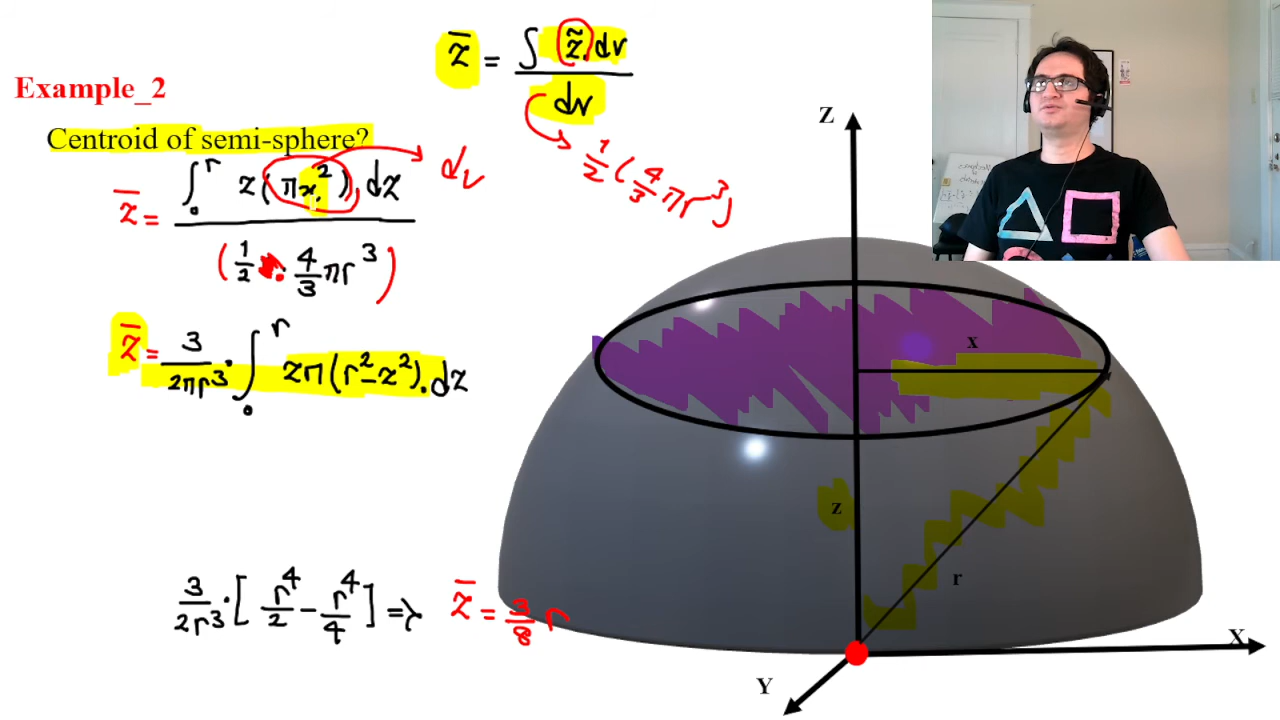 Example_2
Centroid of semi-sphere?
z̄ = ∫ z̃ . dv / dv
1/2 (4/3 πr³)
z̄ = ∫₀ʳ z(πx²) . dz / (1/2 · 4/3 πr³)
dv
z̄ = 3/2πr³ · ∫₀ʳ zπ(r²-z²) . dz
3/2r³ · [r⁴/2 - r⁴/4] => z̄ = 3/8 r
Z
x
z
r
X
Y